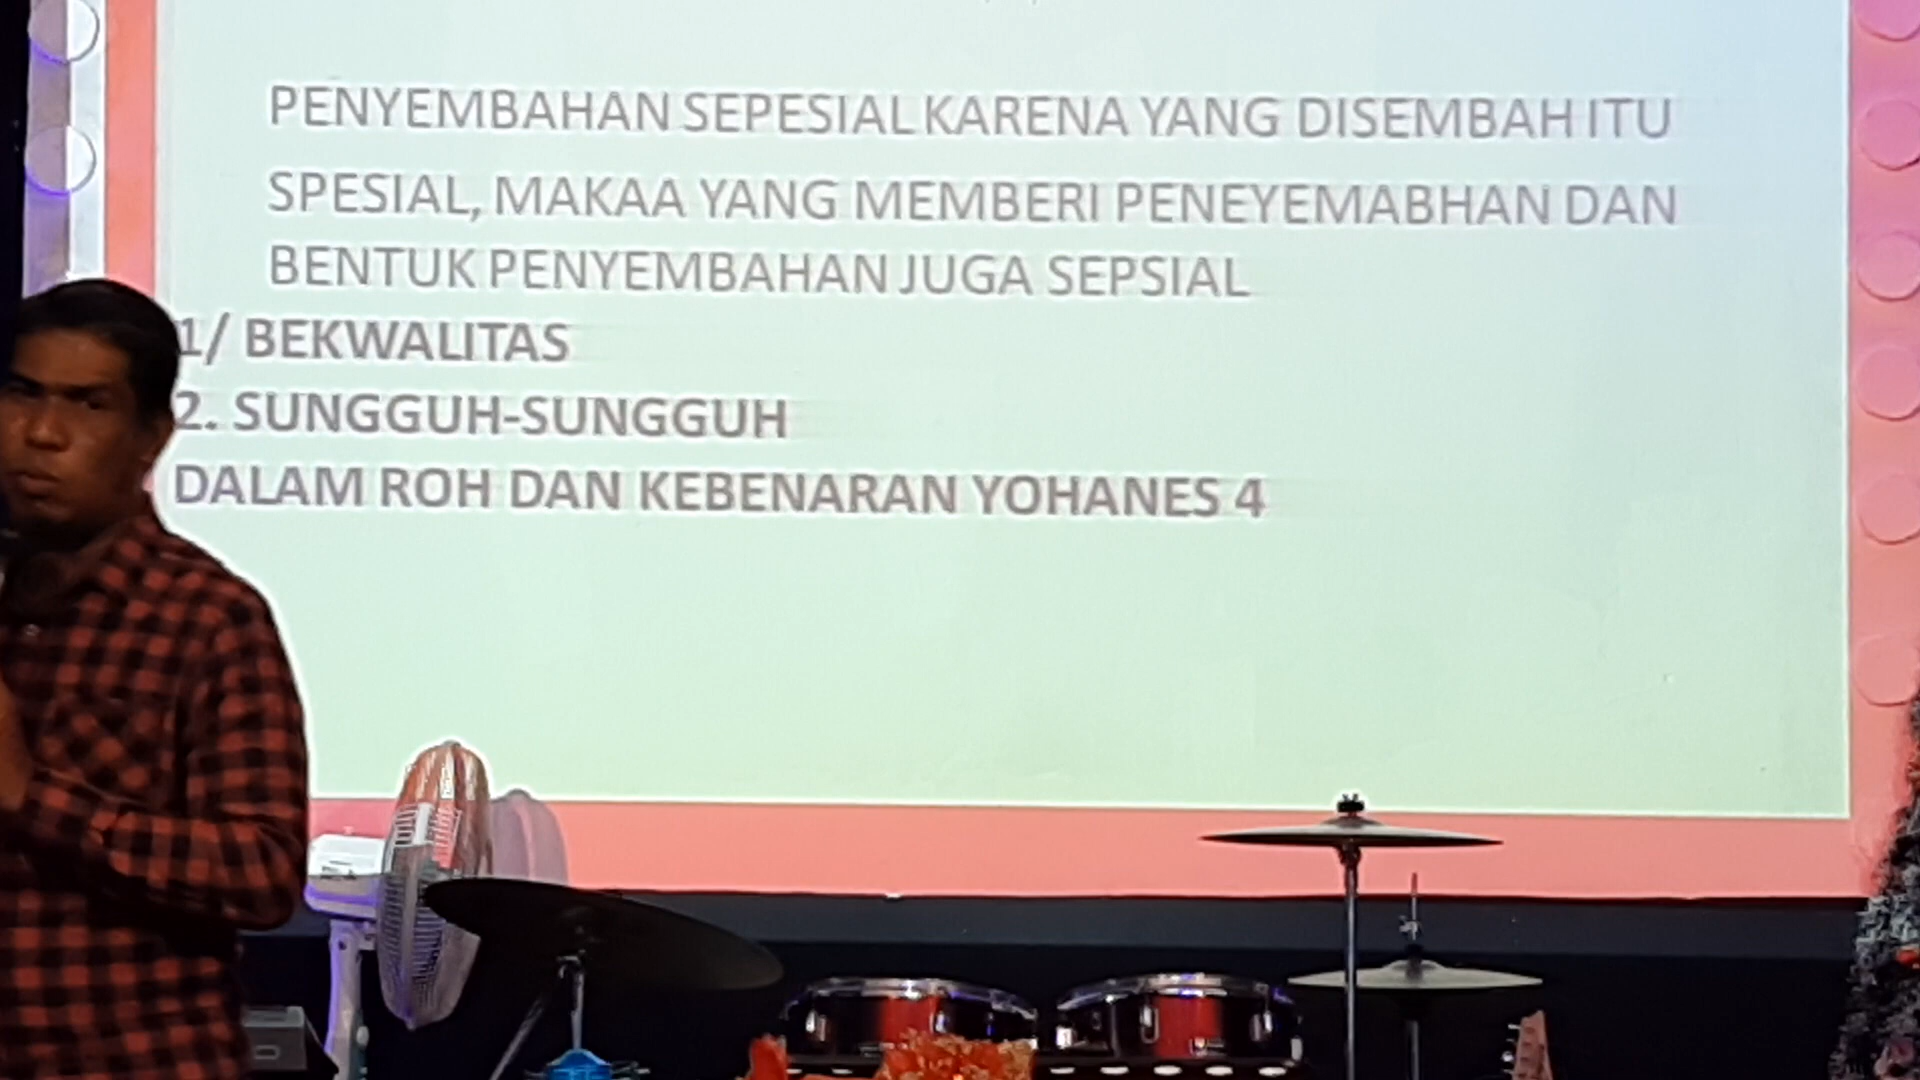 PENYEMBAHAN SEPESIAL KARENA YANG DISEMBAH ITU
SPESIAL, MAKAA YANG MEMBERI PENEYEMABHAN DAN
BENTUK PENYEMBAHAN JUGA SEPSIAL
1/ BEKWALITAS
2. SUNGGUH-SUNGGUH
DALAM ROH DAN KEBENARAN YOHANES 4